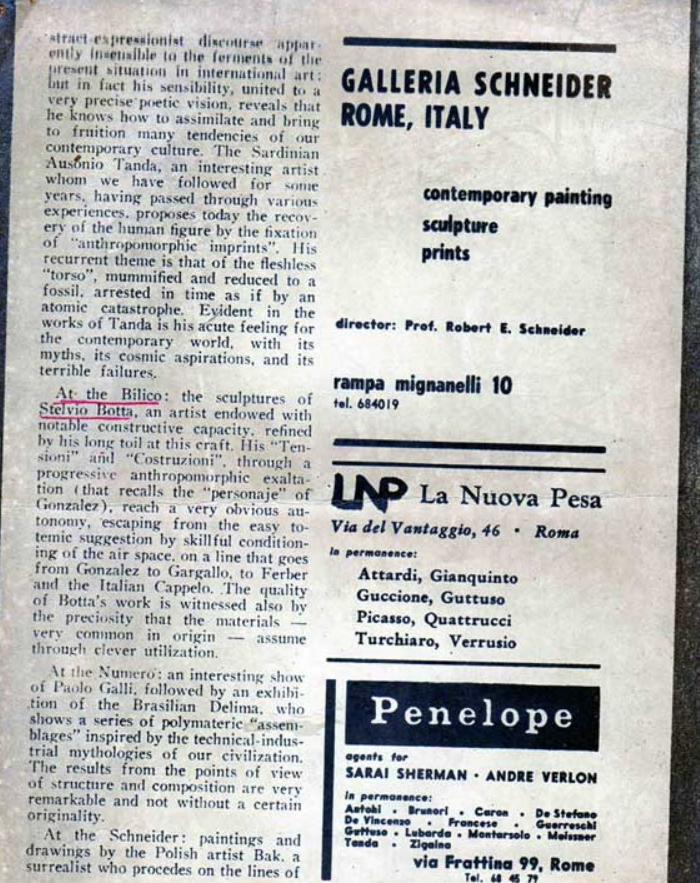 stract-expressionist discourse appar-
ently insensible to the ferments of the
present situation in international art;
but in fact his sensibility, united to a
very precise poetic vision, reveals that
he knows how to assimilate and bring
to fruition many tendencies of our
contemporary culture. The Sardinian
Ausonio Tanda, an interesting artist
whom we have followed for some
years, having passed through various
experiences, proposes today the recov-
ery of the human figure by the fixation
of "anthropomorphic imprints". His
recurrent theme is that of the fleshless
"torso", mummified and reduced to a
fossil, arrested in time as if by an
atomic catastrophe. Evident in the
works of Tanda is his acute feeling for
the contemporary world, with its
myths, its cosmic aspirations, and its
terrible failures.
At the Bilico: the sculptures of
Stelvio Botta, an artist endowed with
notable constructive capacity, refined
by his long toil at this craft. His "Ten-
sioni" and "Costruzioni", through a
progressive anthropomorphic exalta-
tion (that recalls the "personaje" of
Gonzalez), reach a very obvious au-
tonomy, escaping from the easy to-
temic suggestion by skillful condition-
ing of the air space, on a line that goes
from Gonzalez to Gargallo, to Ferber
and the Italian Cappelo. The quality
of Botta's work is witnessed also by
the preciosity that the materials —
very common in origin — assume
through clever utilization.
At the Numero: an interesting show
of Paolo Galli, followed by an exhibi-
tion of the Brasilian Delima, who
shows a series of polymateric "assem-
blages" inspired by the technical-indus-
trial mythologies of our civilization.
The results from the points of view
of structure and composition are very
remarkable and not without a certain
originality.
At the Schneider: paintings and
drawings by the Polish artist Bak, a
surrealist who procedes on the lines of
GALLERIA SCHNEIDER
ROME, ITALY
contemporary painting
sculpture
prints
director: Prof. Robert E. Schneider
rampa mignanelli 10
tel. 684019
LNP La Nuova Pesa
Via del Vantaggio, 46 • Roma
in permanence:
Attardi, Gianquinto
Guccione, Guttuso
Picasso, Quattrucci
Turchiaro, Verrusio
Penelope
agents for
SARAI SHERMAN • ANDRE VERLON
in permanence:
Antohi • Brunori • Caron • De Stefano
De Vincenzo • Francese • Guerreschi
Guttuso • Lubarda • Mantarsolo • Meissner
Tanda • Zigaina
via Frattina 99, Rome
Tel. 68 45 79